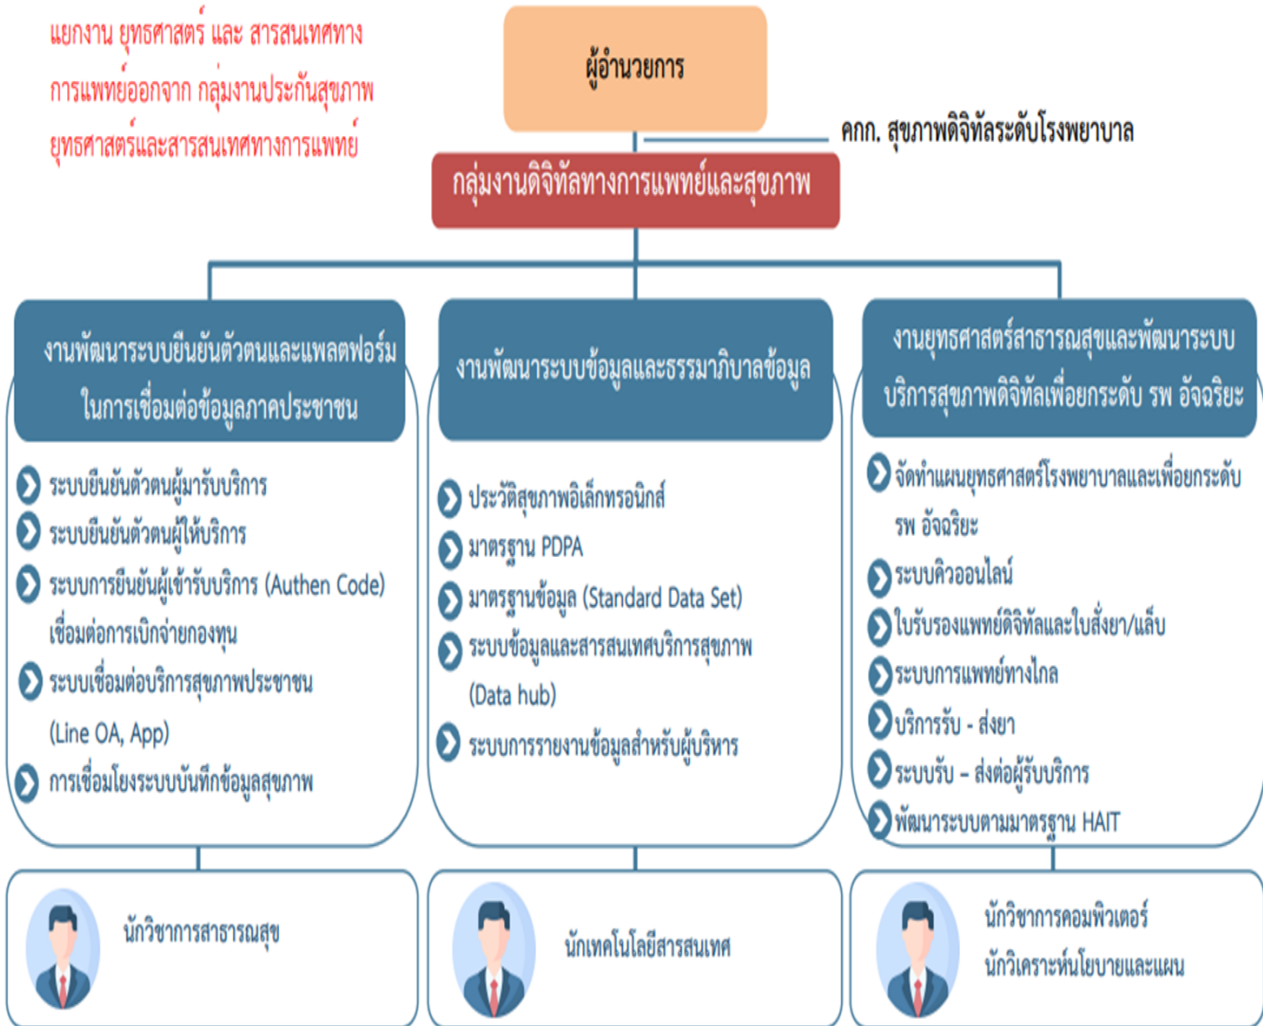 แยกงาน ยุทธศาสตร์ และ สารสนเทศทาง
การแพทย์ออกจาก กลุ่มงานประกันสุขภาพ
ยุทธศาสตร์และสารสนเทศทางการแพทย์
ผู้อำนวยการ
คกก. สุขภาพดิจิทัลระดับโรงพยาบาล
กลุ่มงานดิจิทัลทางการแพทย์และสุขภาพ
งานพัฒนาระบบยืนยันตัวตนและแพลตฟอร์ม
ในการเชื่อมต่อข้อมูลภาคประชาชน
ระบบยืนยันตัวตนผู้มารับบริการ
ระบบยืนยันตัวตนผู้ให้บริการ
ระบบการยืนยันผู้เข้ารับบริการ (Authen Code)
เชื่อมต่อการเบิกจ่ายกองทุน
ระบบเชื่อมต่อบริการสุขภาพประชาชน
(Line OA, App)
การเชื่อมโยงระบบบันทึกข้อมูลสุขภาพ
นักวิชาการสาธารณสุข
งานพัฒนาระบบข้อมูลและธรรมาภิบาลข้อมูล
ประวัติสุขภาพอิเล็กทรอนิกส์
มาตรฐาน PDPA
มาตรฐานข้อมูล (Standard Data Set)
ระบบข้อมูลและสารสนเทศบริการสุขภาพ
(Data hub)
ระบบการรายงานข้อมูลสำหรับผู้บริหาร
นักเทคโนโลยีสารสนเทศ
งานยุทธศาสตร์สาธารณสุขและพัฒนาระบบ
บริการสุขภาพดิจิทัลเพื่อยกระดับ รพ อัจฉริยะ
จัดทำแผนยุทธศาสตร์โรงพยาบาลและเพื่อยกระดับ
รพ อัจฉริยะ
ระบบคิวออนไลน์
ใบรับรองแพทย์ดิจิทัลและใบสั่งยา/แล็บ
ระบบการแพทย์ทางไกล
บริการรับ - ส่งยา
ระบบรับ – ส่งต่อผู้รับบริการ
พัฒนาระบบตามมาตรฐาน HAIT
นักวิชาการคอมพิวเตอร์
นักวิเคราะห์นโยบายและแผน